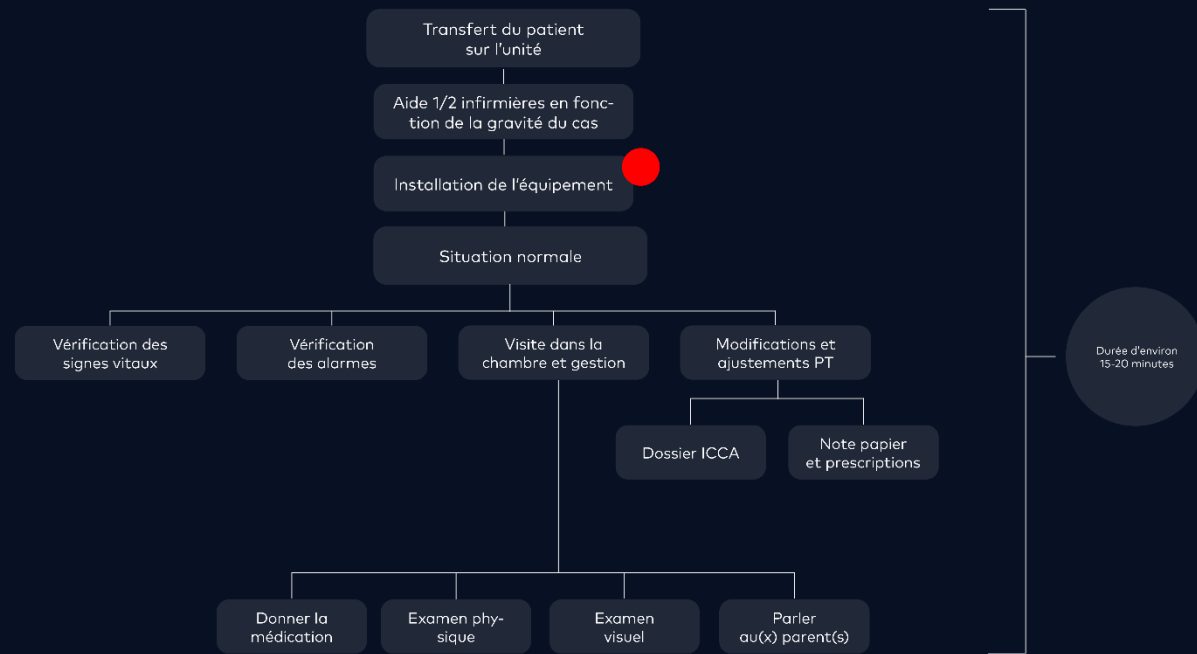 Transfert du patient
sur l'unité
Aide 1/2 infirmières en fonc-
tion de la gravité du cas
Installation de l'équipement
Situation normale
Vérification des
signes vitaux
Vérification
des alarmes
Visite dans la
chambre et gestion
Modifications et
ajustements PT
Durée d'environ
15-20 minutes
Dossier ICCA
Note papier
et prescriptions
Donner la
médication
Examen phy-
sique
Examen
visuel
Parler
au(x) parent(s)